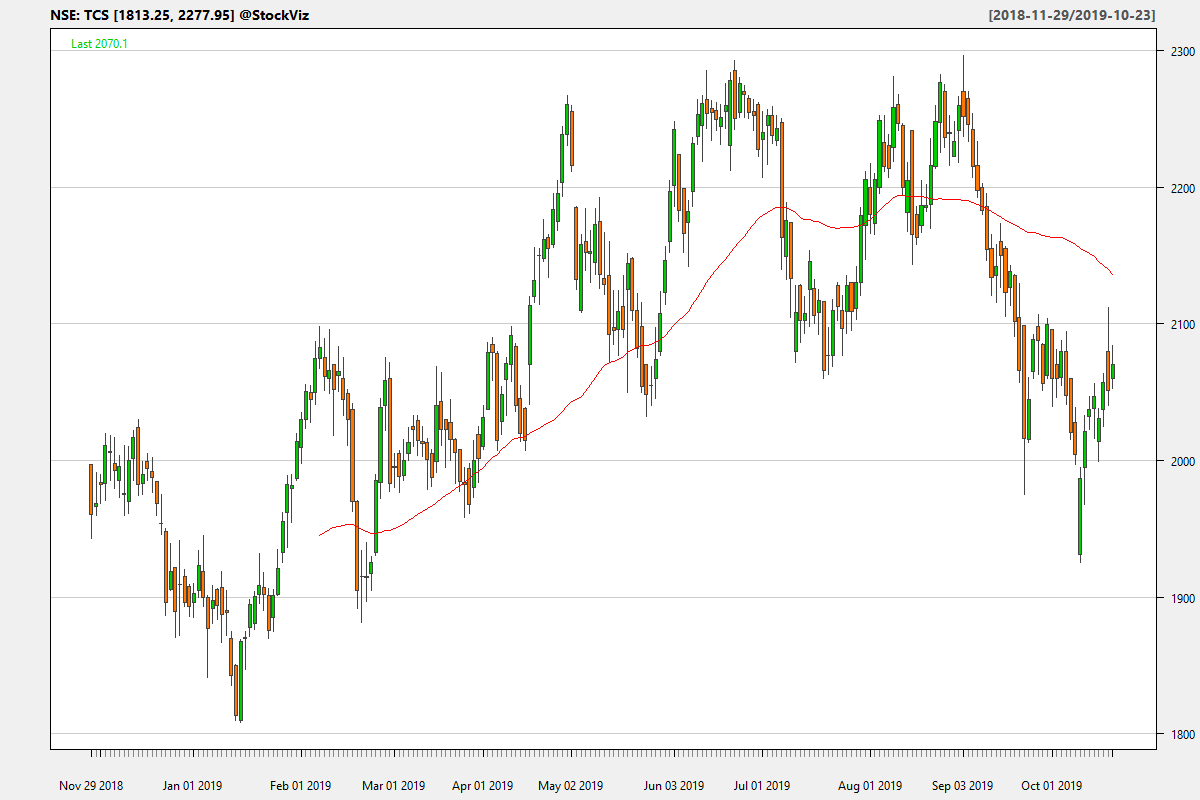 NSE: TCS [1813.25, 2277.95] @StockViz [2018-11-29/2019-10-23]
Last 2070.1
2300
2200
2100
2000
1900
1800
Nov 29 2018 Jan 01 2019 Feb 01 2019 Mar 01 2019 Apr 01 2019 May 02 2019 Jun 03 2019 Jul 01 2019 Aug 01 2019 Sep 03 2019 Oct 01 2019